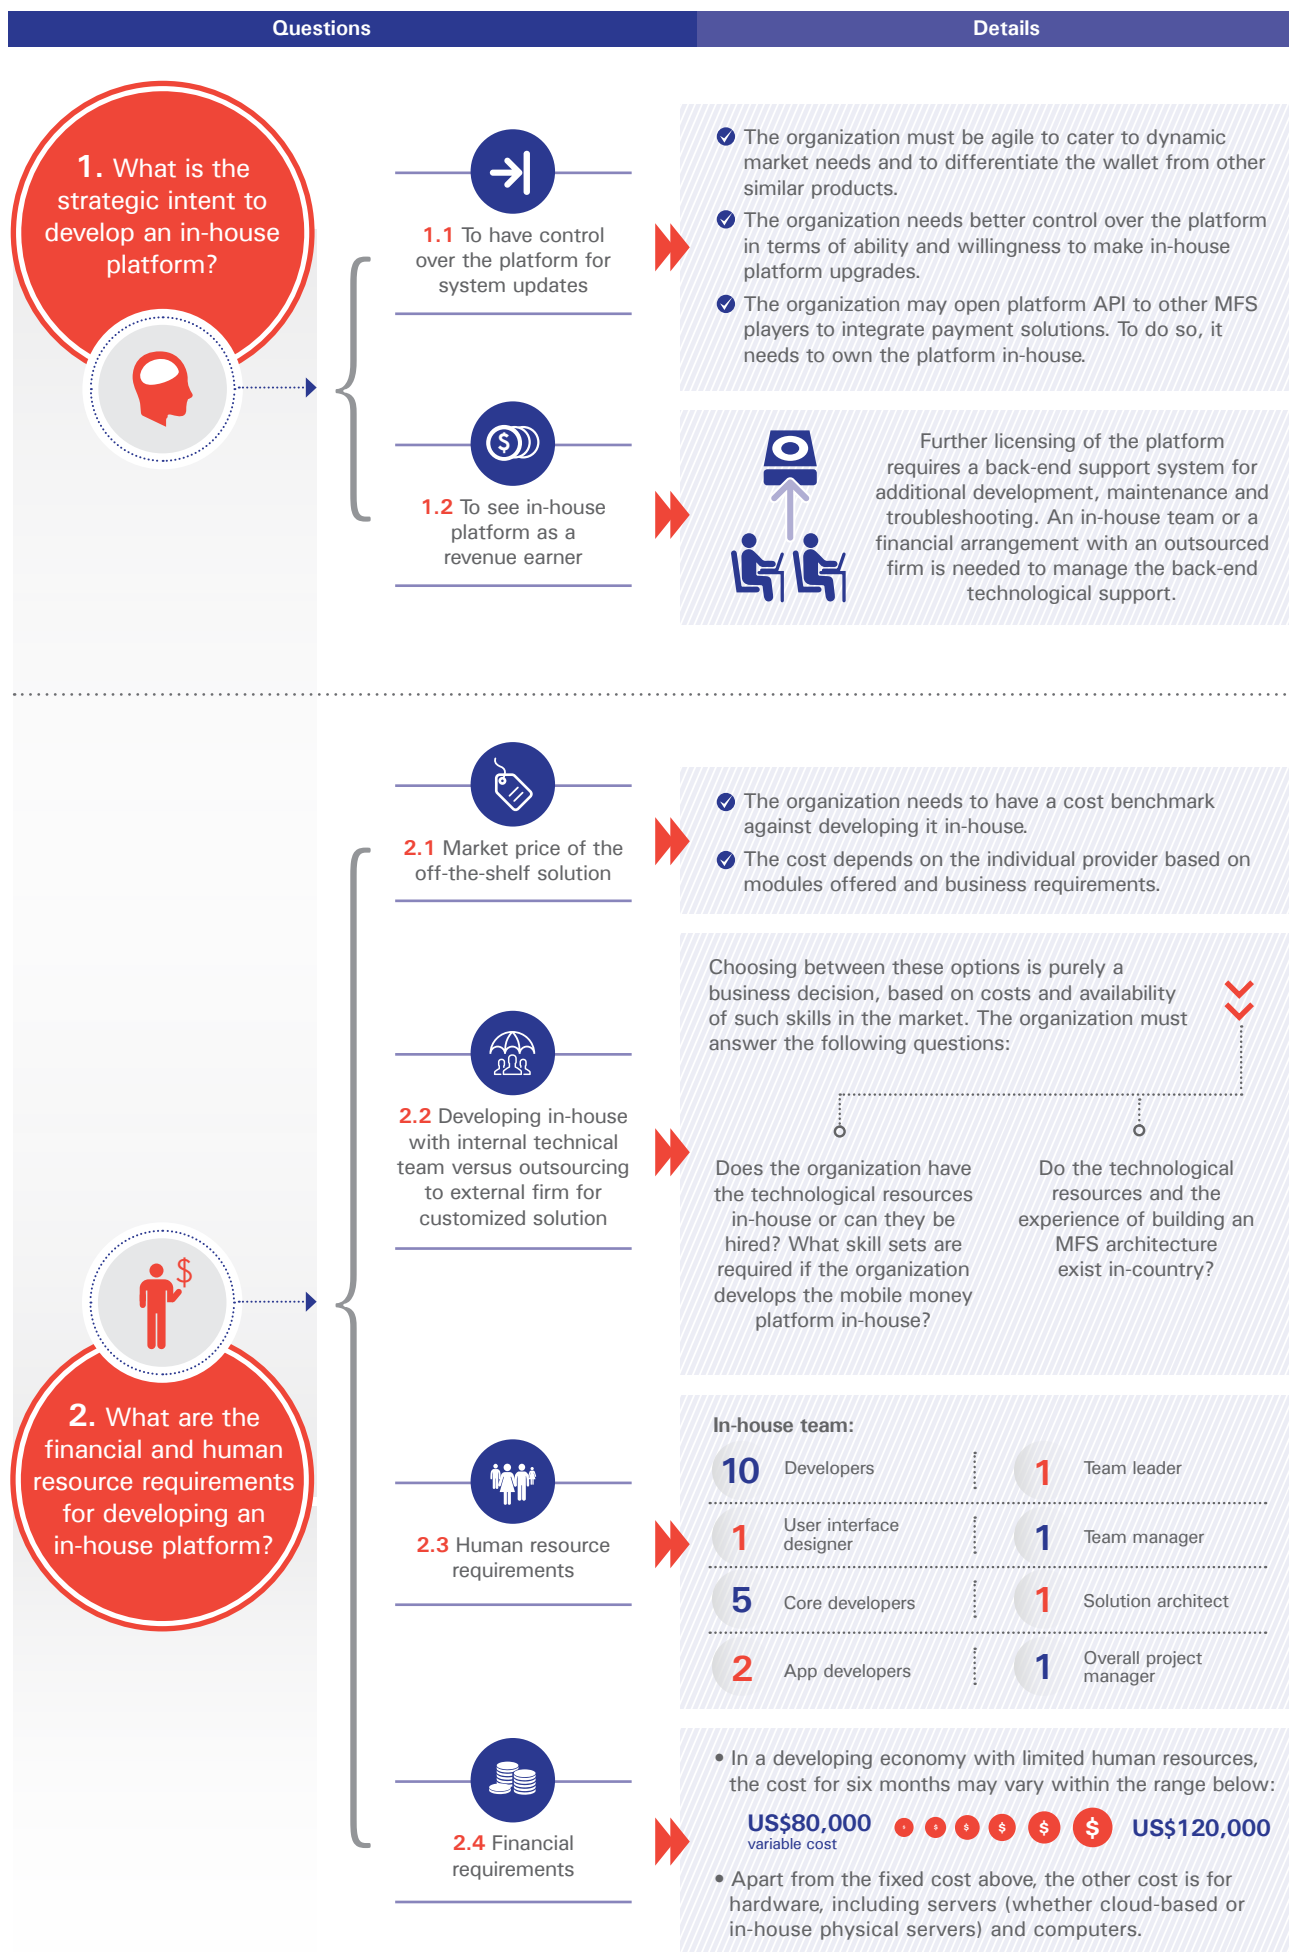 Questions
Details
1. What is the
strategic intent to
develop an in-house
platform?
1.1 To have control
over the platform for
system updates
The organization must be agile to cater to dynamic
market needs and to differentiate the wallet from other
similar products.
The organization needs better control over the platform
in terms of ability and willingness to make in-house
platform upgrades.
The organization may open platform API to other MFS
players to integrate payment solutions. To do so, it
needs to own the platform in-house.
$
1.2 To see in-house
platform as a
revenue earner
Further licensing of the platform
requires a back-end support system for
additional development, maintenance and
troubleshooting. An in-house team or a
financial arrangement with an outsourced
firm is needed to manage the back-end
technological support.
2. What are the
financial and human
resource requirements
for developing an
in-house platform?
$
2.1 Market price of the
off-the-shelf solution
The organization needs to have a cost benchmark
against developing it in-house.
The cost depends on the individual provider based on
modules offered and business requirements.
2.2 Developing in-house
with internal technical
team versus outsourcing
to external firm for
customized solution
Choosing between these options is purely a
business decision, based on costs and availability
of such skills in the market. The organization must
answer the following questions:
Does the organization have
the technological resources
in-house or can they be
hired? What skill sets are
required if the organization
develops the mobile money
platform in-house?
Do the technological
resources and the
experience of building an
MFS architecture
exist in-country?
2.3 Human resource
requirements
In-house team:
10 Developers
1 Team leader
1 User interface
designer
1 Team manager
5 Core developers
1 Solution architect
2 App developers
1 Overall project
manager
2.4 Financial
requirements
• In a developing economy with limited human resources,
the cost for six months may vary within the range below:
US$80,000 $ $ $ $ $ $ US$120,000
variable cost
• Apart from the fixed cost above, the other cost is for
hardware, including servers (whether cloud-based or
in-house physical servers) and computers.